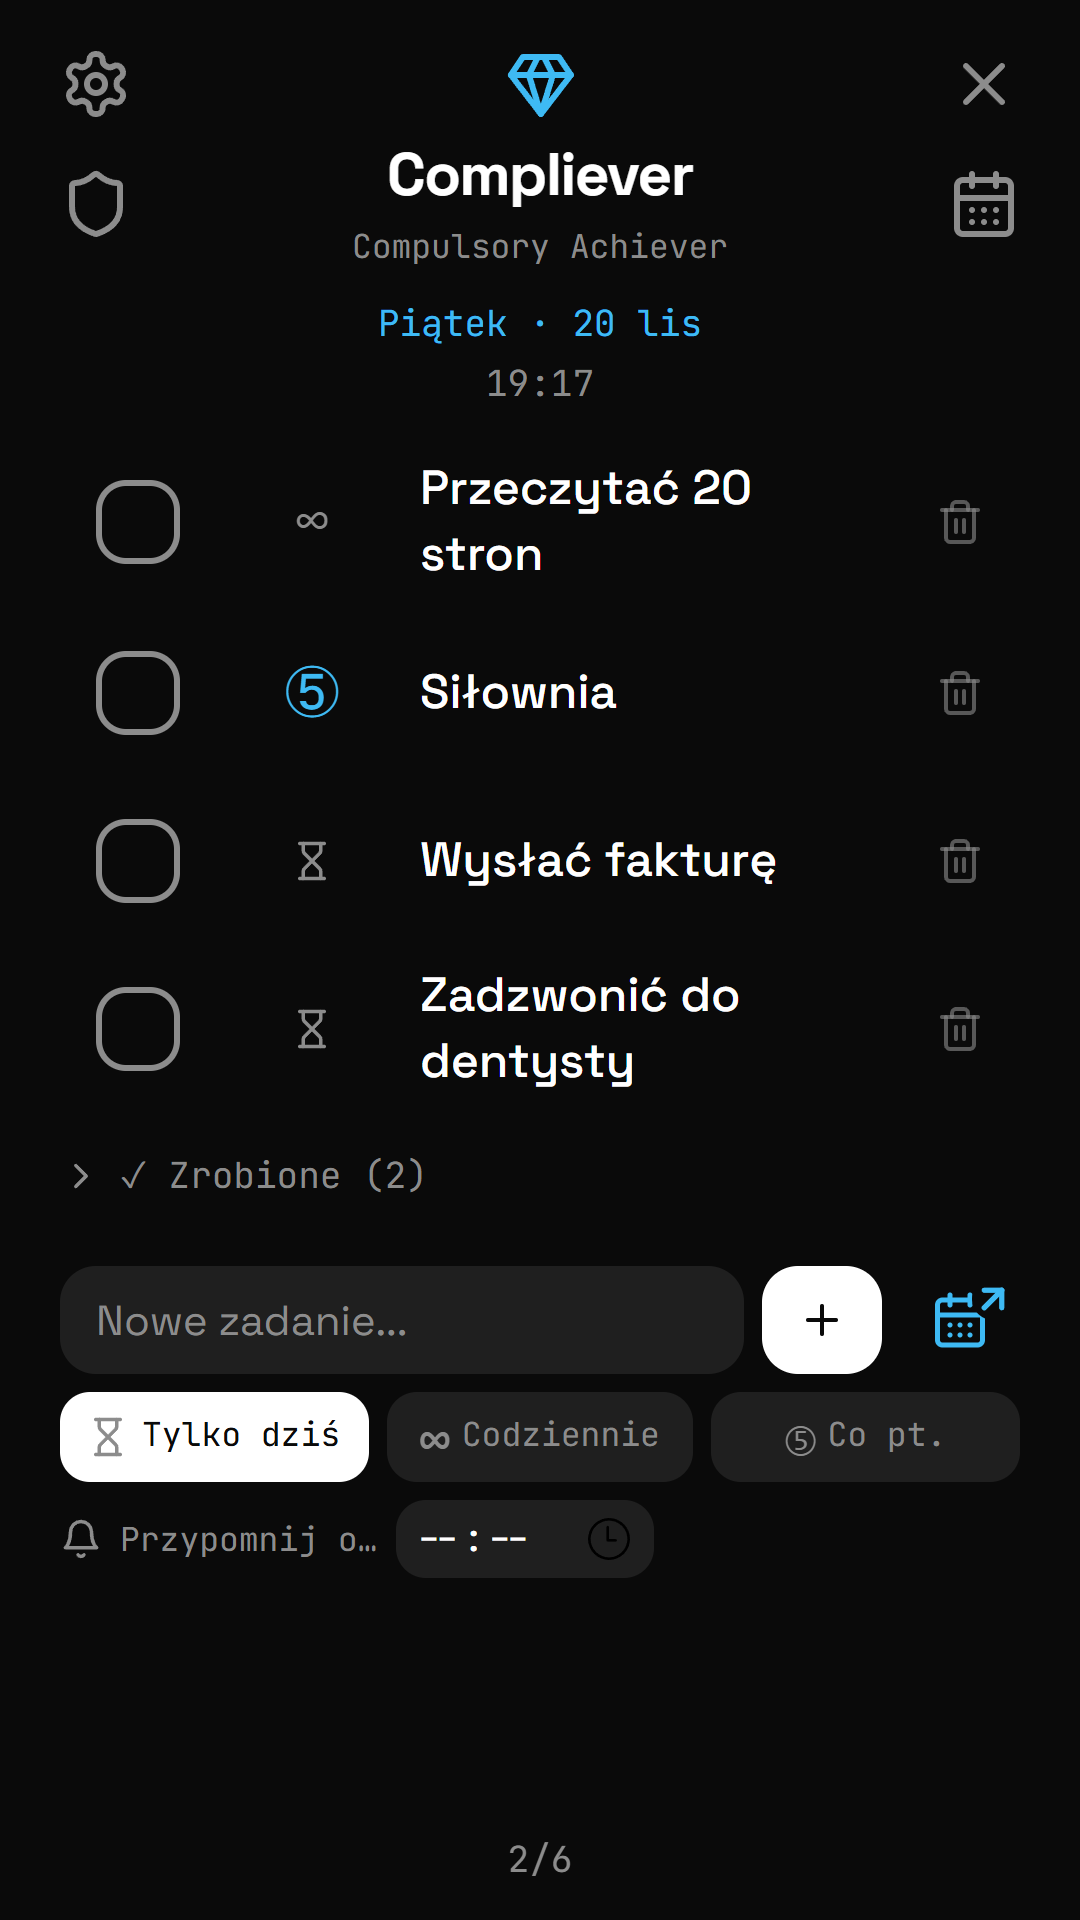 Compliever
Compulsory Achiever
Piątek · 20 lis
19:17
∞ Przeczytać 20
stron
⑤ Siłownia
Wysłać fakturę
Zadzwonić do
dentysty
✓ Zrobione (2)
Nowe zadanie...
+
Tylko dziś
∞ Codziennie
⑤ Co pt.
Przypomnij o…
--:--
2/6